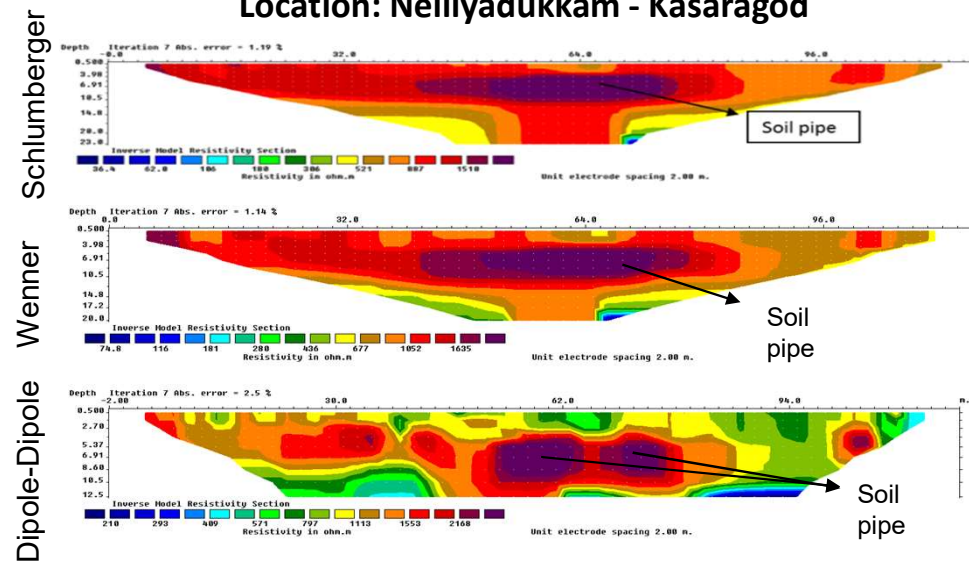 Location: Nelliyadukkam - Kasaragod
Schlumberger
Depth Iteration 7 Abs. error = 1.19 %
-0.0 32.0 64.0 96.0
0.500
3.98
6.91
10.5
14.8
20.0
23.0
Soil pipe
Inverse Model Resistivity Section
36.4 62.0 106 180 306 521 887 1510
Resistivity in ohm.m
Unit electrode spacing 2.00 m.
Wenner
Depth Iteration 7 Abs. error = 1.14 %
0.0 32.0 64.0 96.0
0.500
3.98
6.91
10.5
14.8
17.2
20.0
Soil
pipe
Inverse Model Resistivity Section
74.8 116 181 280 436 677 1052 1635
Resistivity in ohm.m
Unit electrode spacing 2.00 m.
Dipole-Dipole
Depth Iteration 7 Abs. error = 2.5 %
-2.00 30.0 62.0 94.0 m.
0.500
2.70
5.37
6.91
8.60
10.5
12.5
Soil
pipe
Inverse Model Resistivity Section
210 293 409 571 797 1113 1553 2168
Resistivity in ohm.m
Unit electrode spacing 2.00 m.